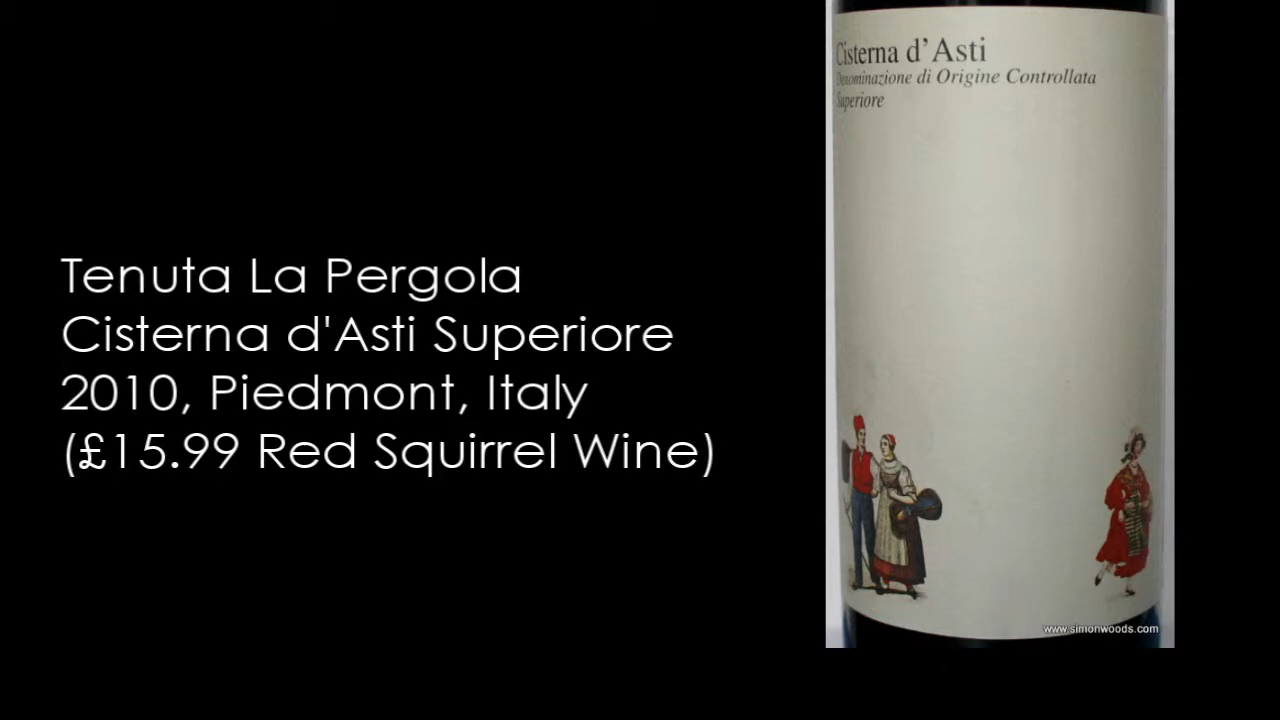 Tenuta La Pergola
Cisterna d'Asti Superiore
2010, Piedmont, Italy
(£15.99 Red Squirrel Wine)
Cisterna d'Asti
Denominazione di Origine Controllata
Superiore
www.simonwoods.com